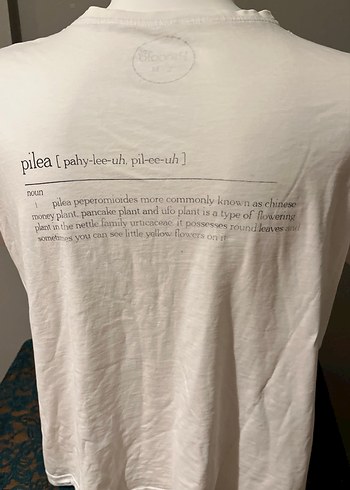 pilea [ pahy-lee-uh, pil-ee-uh ]
noun
1 pilea peperomioides more commonly known as chinese
money plant, pancake plant and ufo plant is a type of flowering
plant in the nettle family urticaceae. it possesses round leaves and
sometimes you can see little yellow flowers on it